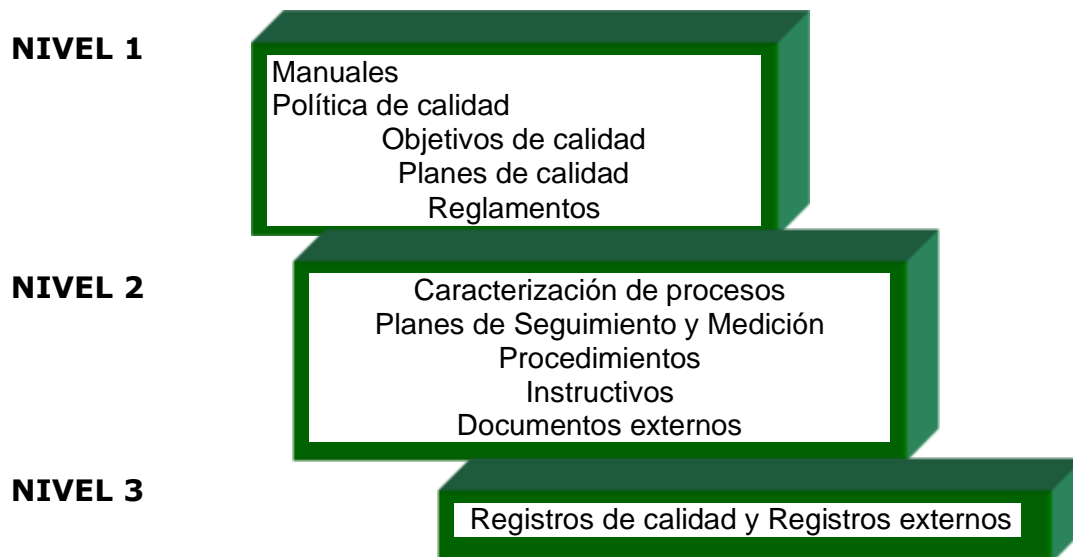 NIVEL 1
Manuales
Política de calidad
Objetivos de calidad
Planes de calidad
Reglamentos
NIVEL 2
Caracterización de procesos
Planes de Seguimiento y Medición
Procedimientos
Instructivos
Documentos externos
NIVEL 3
Registros de calidad y Registros externos